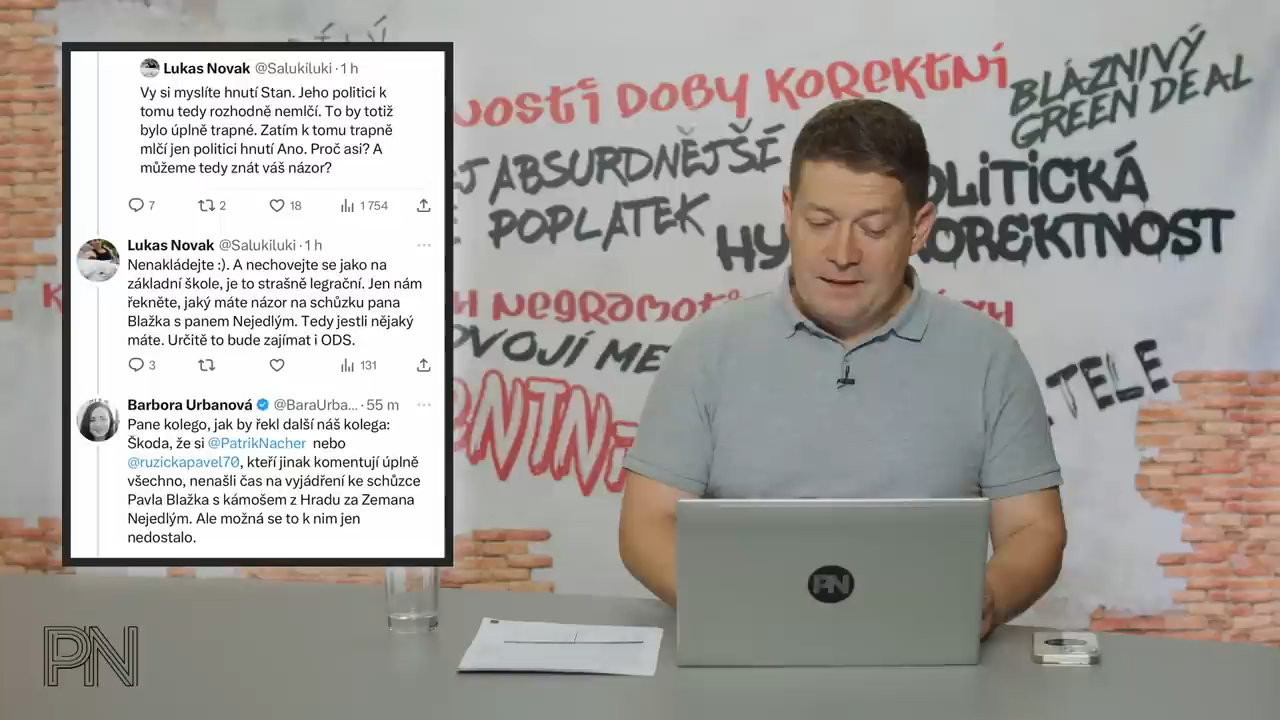 Lukas Novak @Salukiluki · 1 h
Vy si myslíte hnutí Stan. Jeho politici k
tomu tedy rozhodně nemlčí. To by totiž
bylo úplně trapné. Zatím k tomu trapně
mlčí jen politici hnutí Ano. Proč asi? A
můžeme tedy znát váš názor?
7 2 18 1 754
Lukas Novak @Salukiluki · 1 h
Nenakládejte :). A nechovejte se jako na
základní škole, je to strašně legrační. Jen nám
řekněte, jaký máte názor na schůzku pana
Blažka s panem Nejedlým. Tedy jestli nějaký
máte. Určitě to bude zajímat i ODS.
3 131
Barbora Urbanová @BaraUrba... · 55 m
Pane kolego, jak by řekl další náš kolega:
Škoda, že si @PatrikNacher nebo
@ruzickapavel70, kteří jinak komentují úplně
všechno, nenašli čas na vyjádření ke schůzce
Pavla Blažka s kámošem z Hradu za Zemana
Nejedlým. Ale možná se to k nim jen
nedostalo.
NOSTI DOBY KOREKTNÍ
BLÁZNIVÝ
GREEN DEAL
J ABSURDNĚJŠÍ
POPLATEK
OLITICKÁ
HY OREKTNOST
NEGRAMOT
DVOJÍ ME
TELE
PN
PN